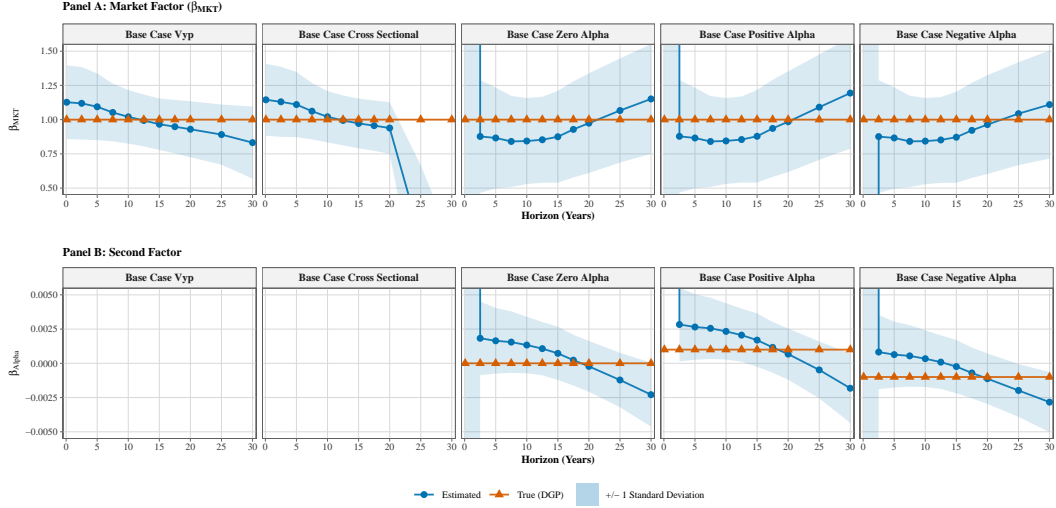 Panel A: Market Factor (β_MKT)
Base Case Vyp Base Case Cross Sectional Base Case Zero Alpha Base Case Positive Alpha Base Case Negative Alpha
β_MKT
1.50
1.25
1.00
0.75
0.50
0 5 10 15 20 25 30 0 5 10 15 20 25 30 0 5 10 15 20 25 30 0 5 10 15 20 25 30 0 5 10 15 20 25 30
Horizon (Years)
Panel B: Second Factor
Base Case Vyp Base Case Cross Sectional Base Case Zero Alpha Base Case Positive Alpha Base Case Negative Alpha
β_Alpha
0.0050
0.0025
0.0000
−0.0025
−0.0050
0 5 10 15 20 25 30 0 5 10 15 20 25 30 0 5 10 15 20 25 30 0 5 10 15 20 25 30 0 5 10 15 20 25 30
Horizon (Years)
Estimated True (DGP) +/− 1 Standard Deviation